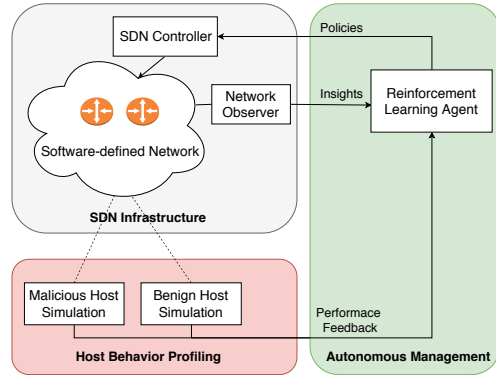 SDN Controller
Policies
Network
Observer
Insights
Reinforcement
Learning Agent
Software-defined Network
SDN Infrastructure
Malicious Host
Simulation
Benign Host
Simulation
Performace
Feedback
Host Behavior Profiling
Autonomous Management